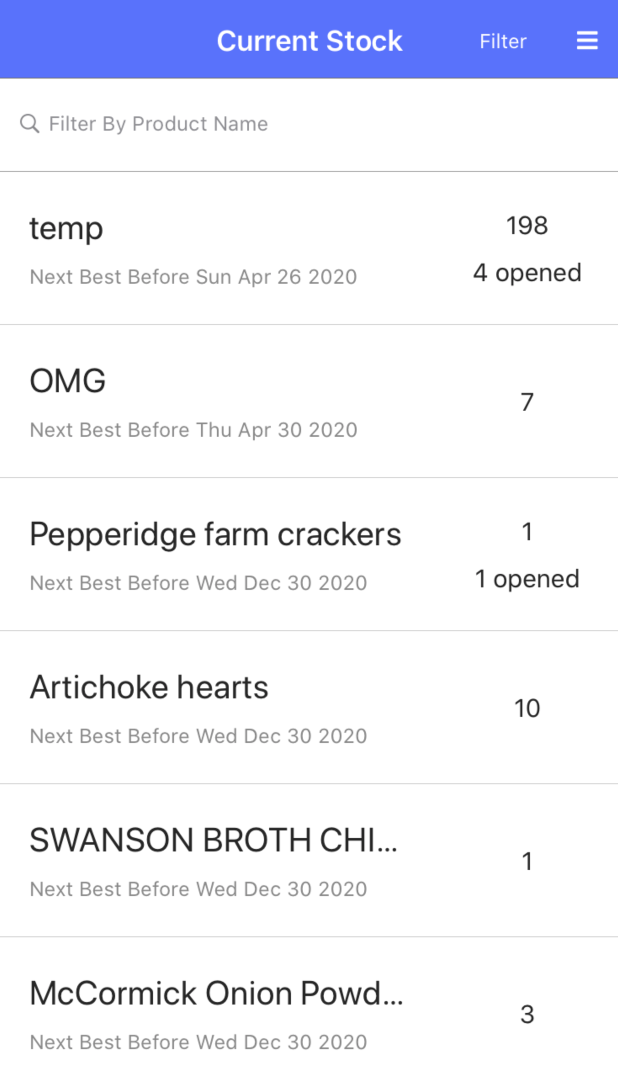 Current Stock Filter
Filter By Product Name
temp 198
Next Best Before Sun Apr 26 2020 4 opened
OMG 7
Next Best Before Thu Apr 30 2020
Pepperidge farm crackers 1
Next Best Before Wed Dec 30 2020 1 opened
Artichoke hearts 10
Next Best Before Wed Dec 30 2020
SWANSON BROTH CHI... 1
Next Best Before Wed Dec 30 2020
McCormick Onion Powd... 3
Next Best Before Wed Dec 30 2020